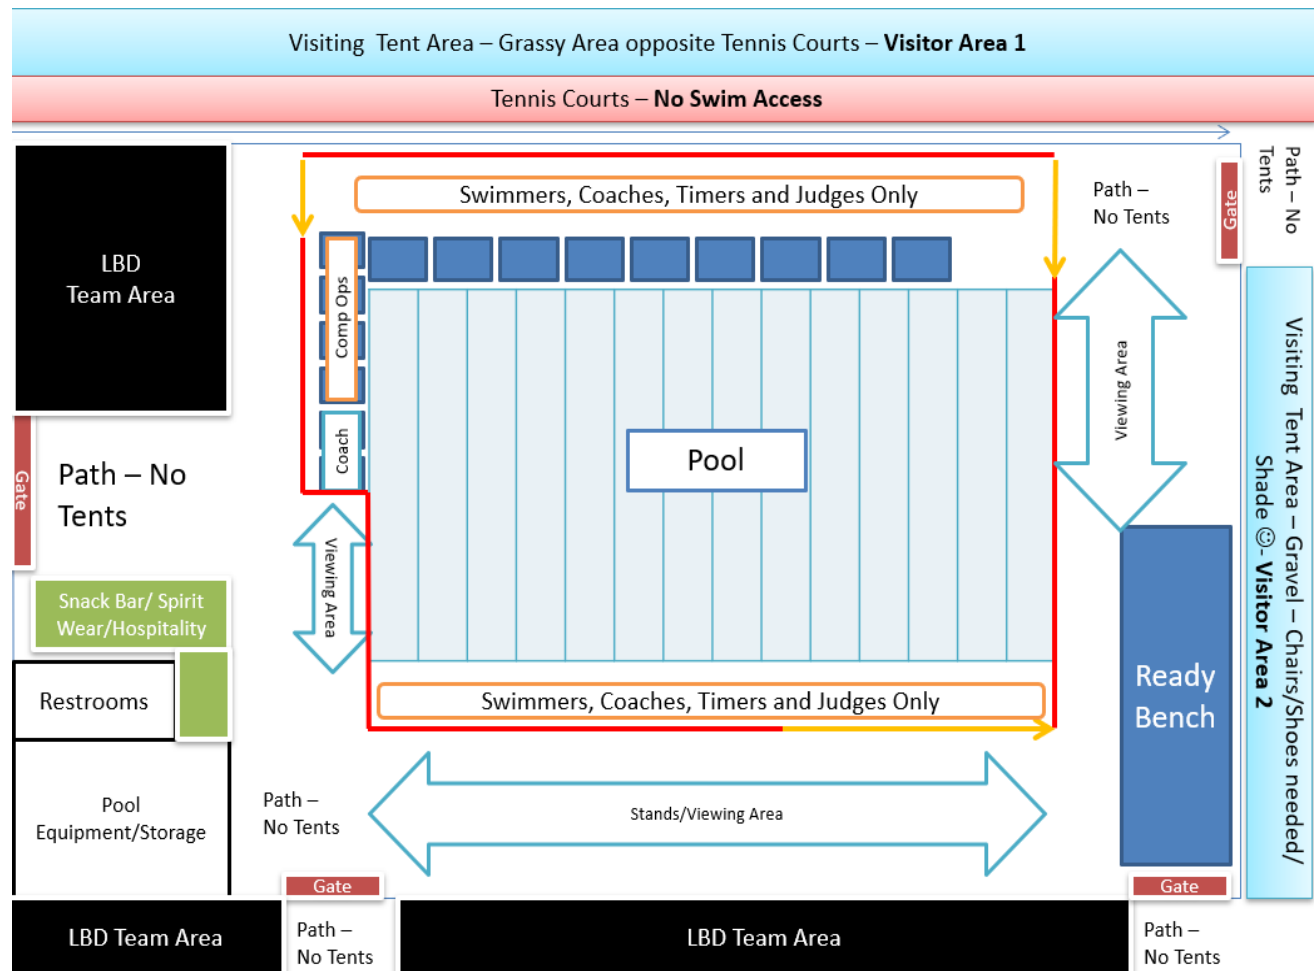 Visiting  Tent Area – Grassy Area opposite Tennis Courts – Visitor Area 1
Tennis Courts – No Swim Access
Path – No
Tents
Gate
Path –
No Tents
Swimmers, Coaches, Timers and Judges Only
LBD
Team Area
Comp Ops
Coach
Viewing Area
Pool
Visiting  Tent Area – Gravel – Chairs/Shoes needed/
Shade ☺- Visitor Area 2
Gate
Path – No
Tents
Viewing Area
Snack Bar/ Spirit
Wear/Hospitality
Restrooms
Swimmers, Coaches, Timers and Judges Only
Ready
Bench
Pool
Equipment/Storage
Path –
No Tents
Stands/Viewing Area
Gate
Gate
LBD Team Area
Path –
No Tents
LBD Team Area
Path –
No Tents